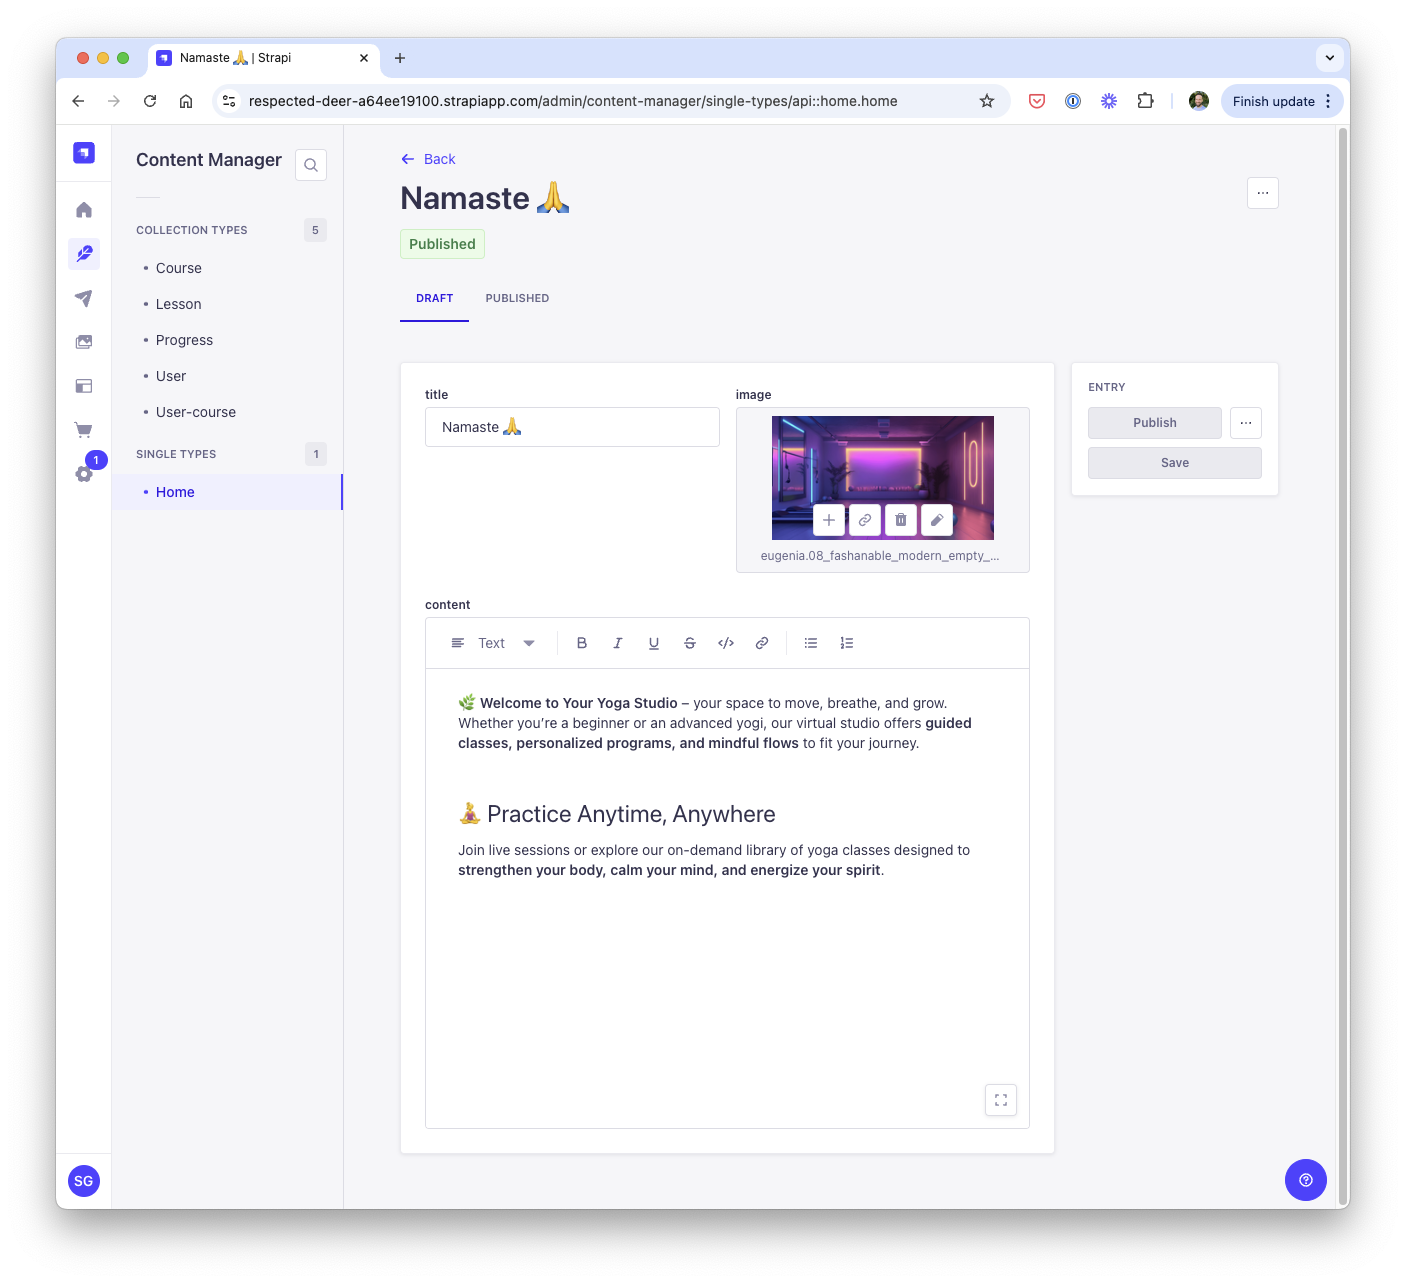 Namaste 🙏 | Strapi
respected-deer-a64ee19100.strapiapp.com/admin/content-manager/single-types/api::home.home
Finish update
Content Manager
COLLECTION TYPES 5
Course
Lesson
Progress
User
User-course
SINGLE TYPES 1
Home
1
SG
Back
Namaste 🙏
Published
DRAFT PUBLISHED
title
Namaste 🙏
image
eugenia.08_fashanable_modern_empty_...
content
Text
🌿 Welcome to Your Yoga Studio – your space to move, breathe, and grow.
Whether you’re a beginner or an advanced yogi, our virtual studio offers guided
classes, personalized programs, and mindful flows to fit your journey.
🧘‍♀️ Practice Anytime, Anywhere
Join live sessions or explore our on-demand library of yoga classes designed to
strengthen your body, calm your mind, and energize your spirit.
ENTRY
Publish
Save